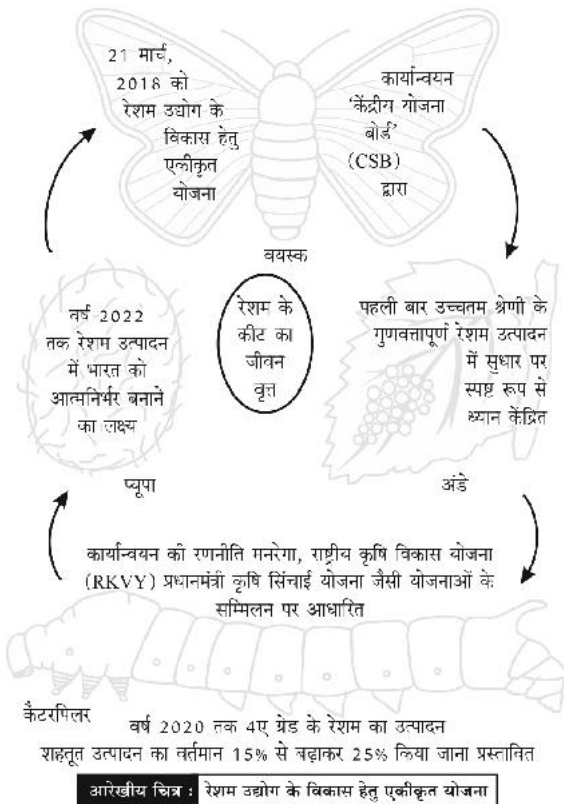 21 मार्च,
2018 को
रेशम उद्योग के
विकास हेतु
एकीकृत
योजना
कार्यान्वयन
‘केंद्रीय योजना
बोर्ड’
(CSB)
द्वारा
वयस्क
रेशम के
कीट का
जीवन
वृत्त
वर्ष 2022
तक रेशम उत्पादन
में भारत को
आत्मनिर्भर बनाने
का लक्ष्य
प्यूपा
पहली बार उच्चतम श्रेणी के
गुणवत्तापूर्ण रेशम उत्पादन
में सुधार पर
स्पष्ट रूप से
ध्यान केंद्रित
अंडे
कार्यान्वयन की रणनीति मनरेगा, राष्ट्रीय कृषि विकास योजना
(RKVY) प्रधानमंत्री कृषि सिंचाई योजना जैसी योजनाओं के
सम्मिलन पर आधारित
कैटरपिलर
वर्ष 2020 तक 4ए ग्रेड के रेशम का उत्पादन
शहतूत उत्पादन का वर्तमान 15% से बढ़ाकर 25% किया जाना प्रस्तावित
आरेखीय चित्र : रेशम उद्योग के विकास हेतु एकीकृत योजना